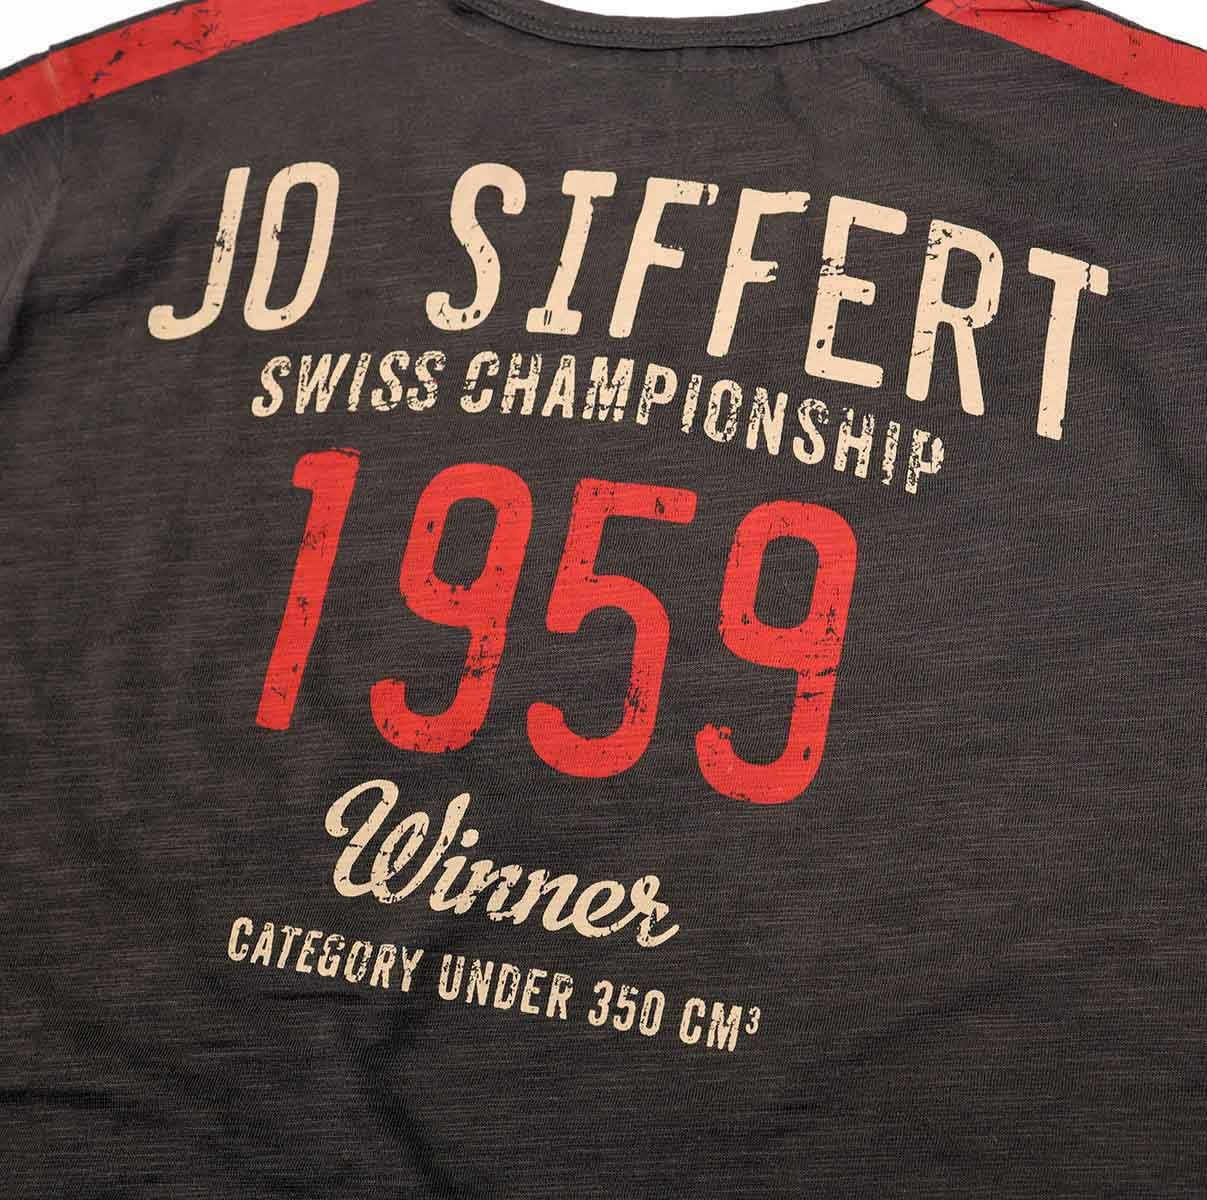 JO SIFFERT
SWISS CHAMPIONSHIP
1959
Winner
CATEGORY UNDER 350 CM³